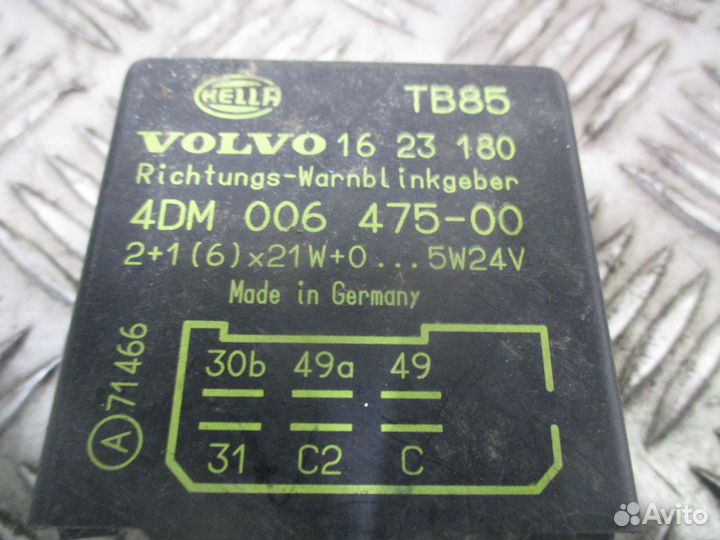 HELLA
TB85
VOLVO 16 23 180
Richtungs-Warnblinkgeber
4DM 006 475-00
2+1(6)x21W+0...5W24V
Made in Germany
A 71466
30b 49a 49
31 C2 C
Avito